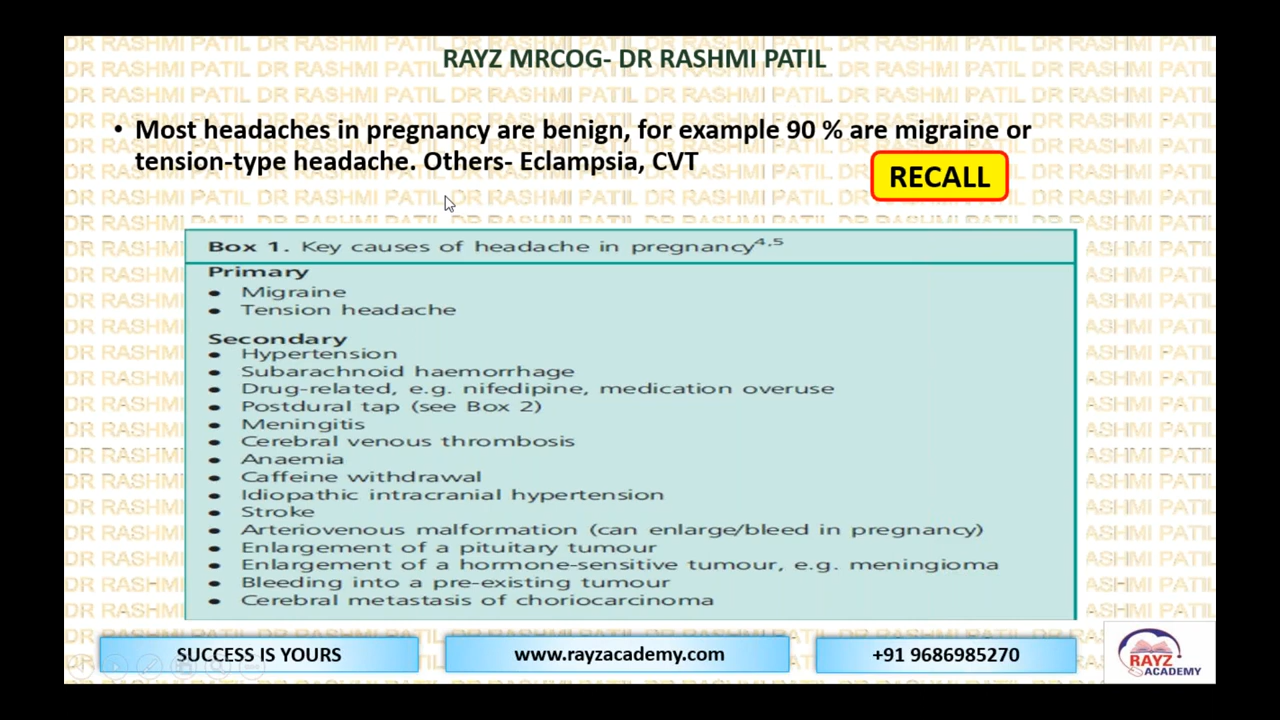 RAYZ MRCOG- DR RASHMI PATIL
• Most headaches in pregnancy are benign, for example 90 % are migraine or
tension-type headache. Others- Eclampsia, CVT
RECALL
Box 1. Key causes of headache in pregnancy4,5
Primary
• Migraine
• Tension headache
Secondary
• Hypertension
• Subarachnoid haemorrhage
• Drug-related, e.g. nifedipine, medication overuse
• Postdural tap (see Box 2)
• Meningitis
• Cerebral venous thrombosis
• Anaemia
• Caffeine withdrawal
• Idiopathic intracranial hypertension
• Stroke
• Arteriovenous malformation (can enlarge/bleed in pregnancy)
• Enlargement of a pituitary tumour
• Enlargement of a hormone-sensitive tumour, e.g. meningioma
• Bleeding into a pre-existing tumour
• Cerebral metastasis of choriocarcinoma
SUCCESS IS YOURS
www.rayzacademy.com
+91 9686985270
RAYZ
ACADEMY